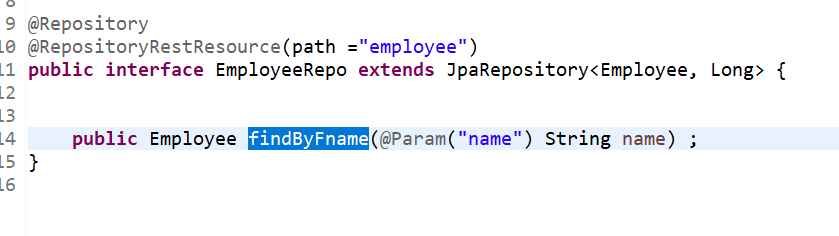 8
9 @Repository
10 @RepositoryRestResource(path ="employee")
11 public interface EmployeeRepo extends JpaRepository<Employee, Long> {
12
13
14 public Employee findByFname(@Param("name") String name) ;
15 }
16